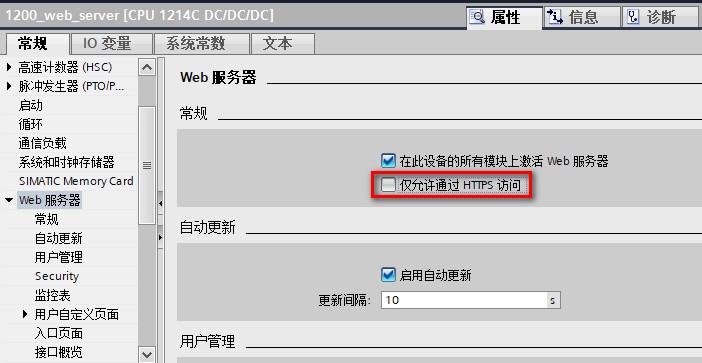 1200_web_server [CPU 1214C DC/DC/DC]
属性
信息
诊断
常规
IO 变量
系统常数
文本
高速计数器 (HSC)
脉冲发生器 (PTO/P...
启动
循环
通信负载
系统和时钟存储器
SIMATIC Memory Card
Web 服务器
常规
自动更新
用户管理
Security
监控表
用户自定义页面
入口页面
接口概览
Web 服务器
常规
在此设备的所有模块上激活 Web 服务器
仅允许通过 HTTPS 访问
自动更新
启用自动更新
更新间隔: 10 s
用户管理